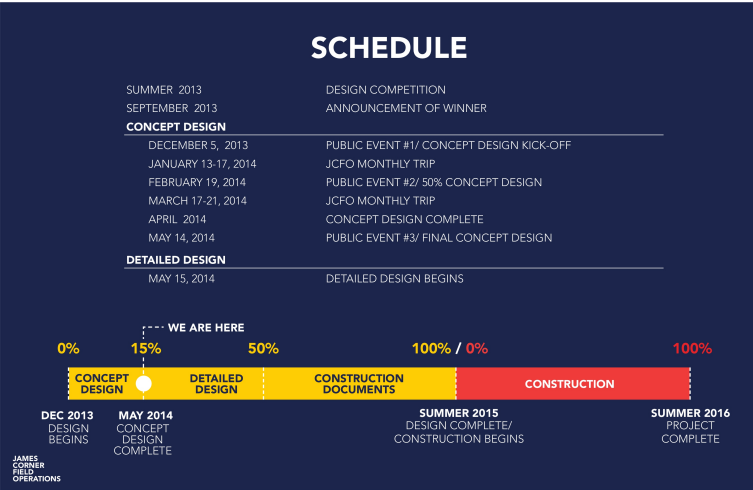 SCHEDULE
SUMMER 2013 DESIGN COMPETITION
SEPTEMBER 2013 ANNOUNCEMENT OF WINNER
CONCEPT DESIGN
DECEMBER 5, 2013 PUBLIC EVENT #1/ CONCEPT DESIGN KICK-OFF
JANUARY 13-17, 2014 JCFO MONTHLY TRIP
FEBRUARY 19, 2014 PUBLIC EVENT #2/ 50% CONCEPT DESIGN
MARCH 17-21, 2014 JCFO MONTHLY TRIP
APRIL 2014 CONCEPT DESIGN COMPLETE
MAY 14, 2014 PUBLIC EVENT #3/ FINAL CONCEPT DESIGN
DETAILED DESIGN
MAY 15, 2014 DETAILED DESIGN BEGINS
WE ARE HERE
0% 15% 50% 100% / 0% 100%
CONCEPT
DESIGN
DETAILED
DESIGN
CONSTRUCTION
DOCUMENTS
CONSTRUCTION
DEC 2013
DESIGN
BEGINS
MAY 2014
CONCEPT
DESIGN
COMPLETE
SUMMER 2015
DESIGN COMPLETE/
CONSTRUCTION BEGINS
SUMMER 2016
PROJECT
COMPLETE
JAMES
CORNER
FIELD
OPERATIONS